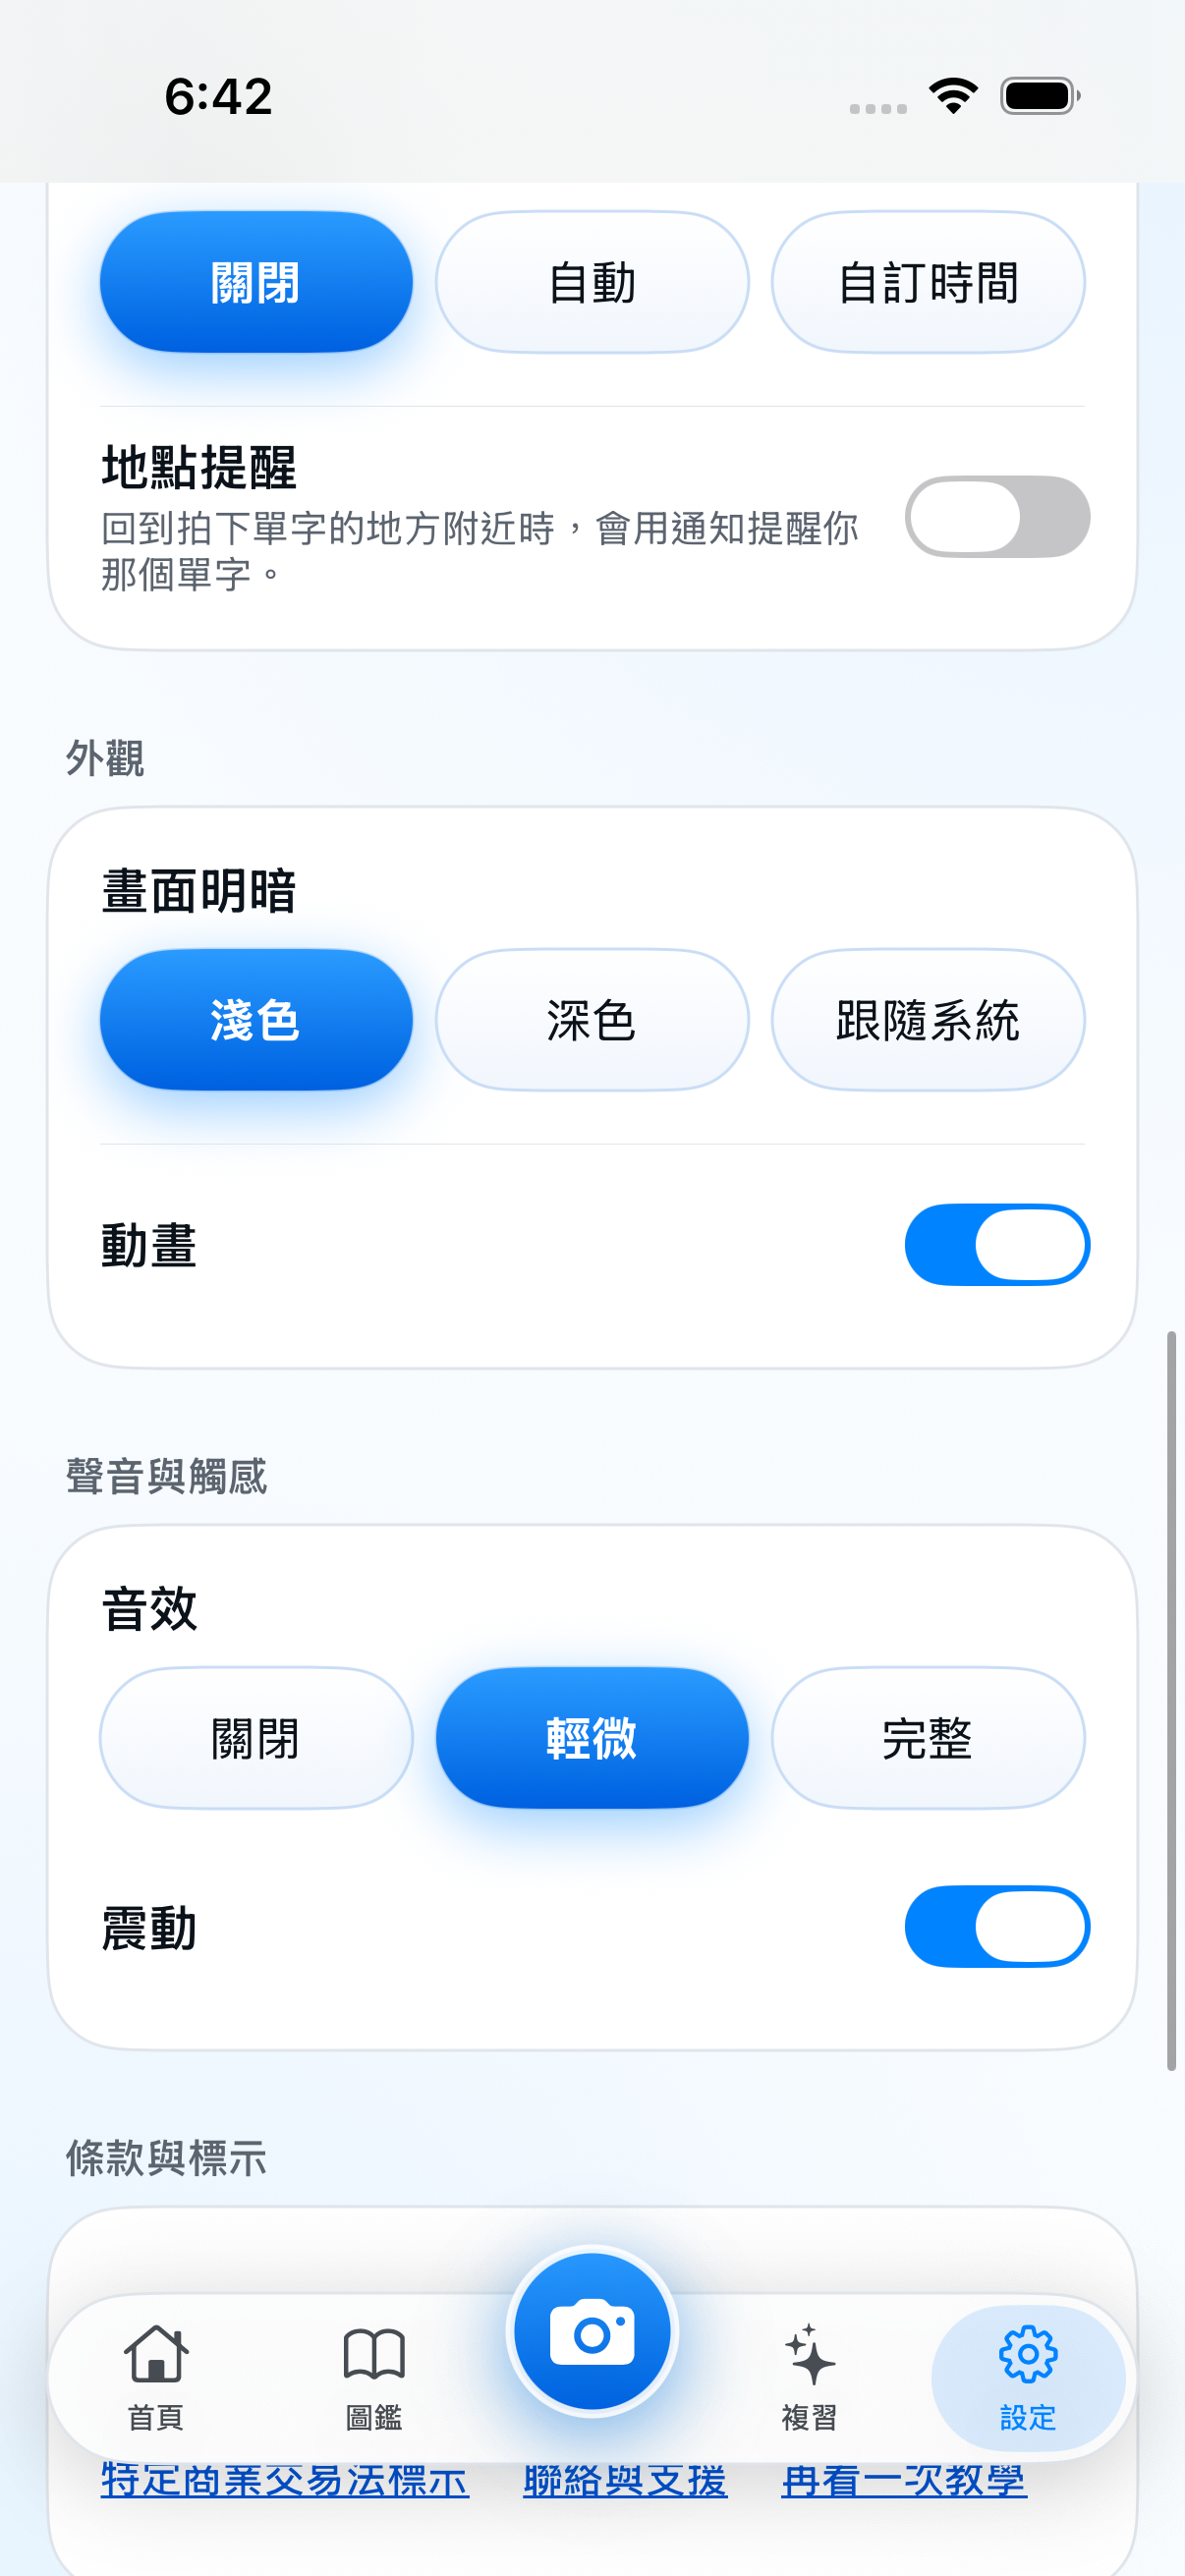 6:42
關閉
自動
自訂時間
地點提醒
回到拍下單字的地方附近時，會用通知提醒你
那個單字。
外觀
畫面明暗
淺色
深色
跟隨系統
動畫
聲音與觸感
音效
關閉
輕微
完整
震動
條款與標示
首頁
圖鑑
複習
設定
特定商業交易法標示
聯絡與支援
再看一次教學